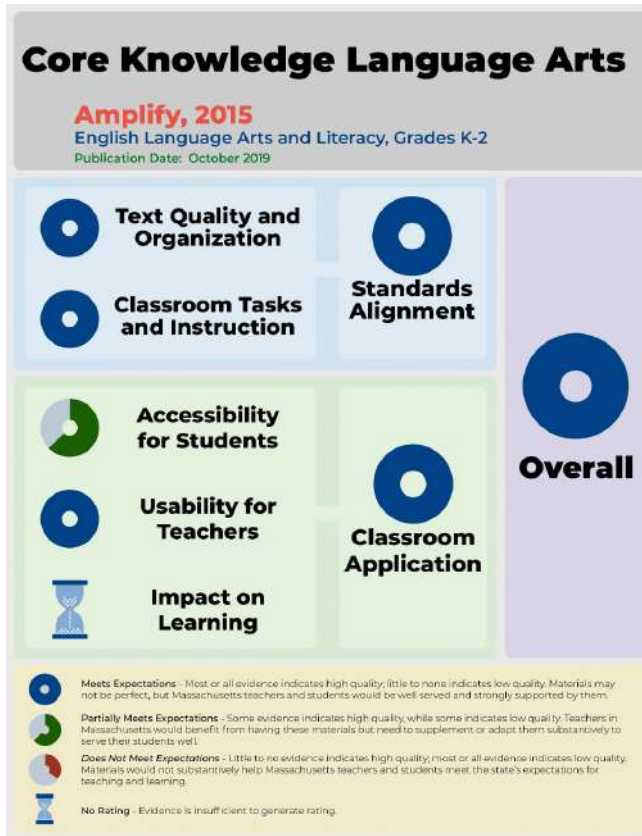 Core Knowledge Language Arts
Amplify, 2015
English Language Arts and Literacy, Grades K-2
Publication Date: October 2019
Text Quality and
Organization
Classroom Tasks
and Instruction
Standards
Alignment
Accessibility
for Students
Usability for
Teachers
Impact on
Learning
Classroom
Application
Overall
Meets Expectations - Most or all evidence indicates high quality; little to none indicates low quality. Materials may
not be perfect, but Massachusetts teachers and students would be well served and strongly supported by them.
Partially Meets Expectations - Some evidence indicates high quality, while some indicates low quality. Teachers in
Massachusetts would benefit from having these materials but need to supplement or adapt them substantively to
serve their students well.
Does Not Meet Expectations - Little to no evidence indicates high quality; most or all evidence indicates low quality.
Materials would not substantively help Massachusetts teachers and students meet the state's expectations for
teaching and learning.
No Rating - Evidence is insufficient to generate rating.